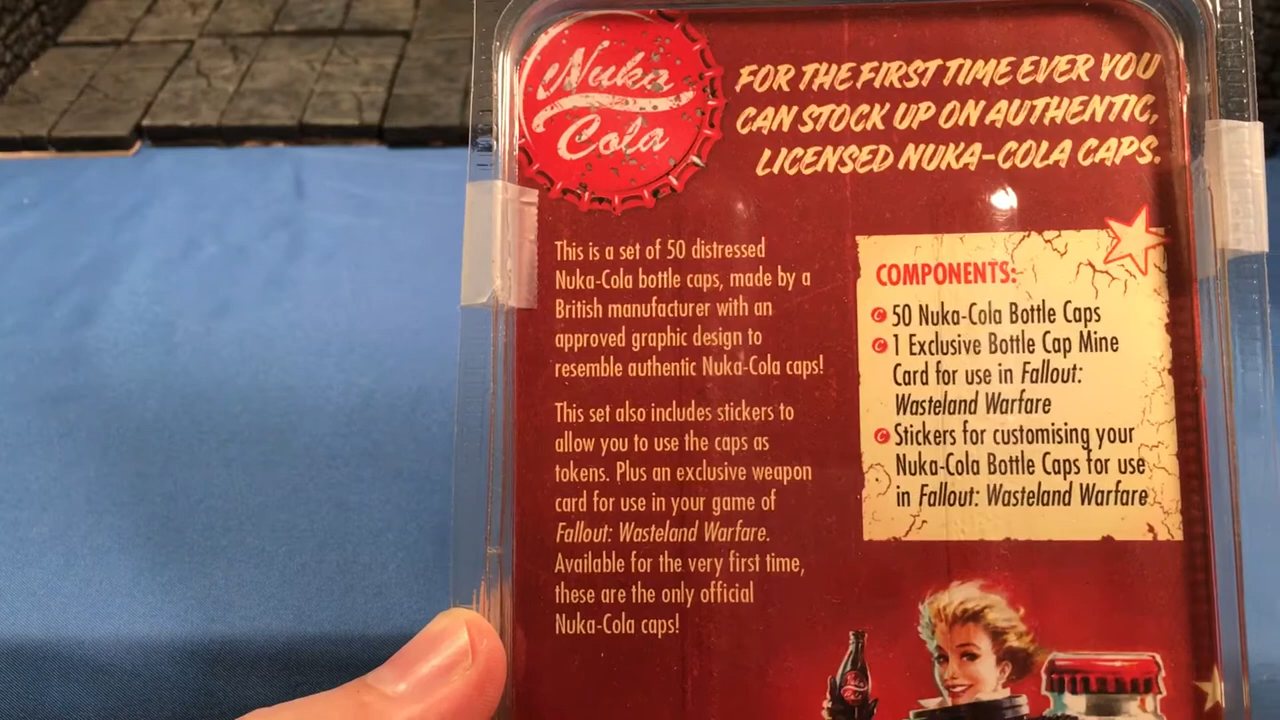 Nuka
Cola
FOR THE FIRST TIME EVER YOU
CAN STOCK UP ON AUTHENTIC,
LICENSED NUKA-COLA CAPS.
This is a set of 50 distressed
Nuka-Cola bottle caps, made by a
British manufacturer with an
approved graphic design to
resemble authentic Nuka-Cola caps!
This set also includes stickers to
allow you to use the caps as
tokens. Plus an exclusive weapon
card for use in your game of
Fallout: Wasteland Warfare.
Available for the very first time,
these are the only official
Nuka-Cola caps!
COMPONENTS:
50 Nuka-Cola Bottle Caps
1 Exclusive Bottle Cap Mine
Card for use in Fallout:
Wasteland Warfare
Stickers for customising your
Nuka-Cola Bottle Caps for use
in Fallout: Wasteland Warfare
Nuka
Cola